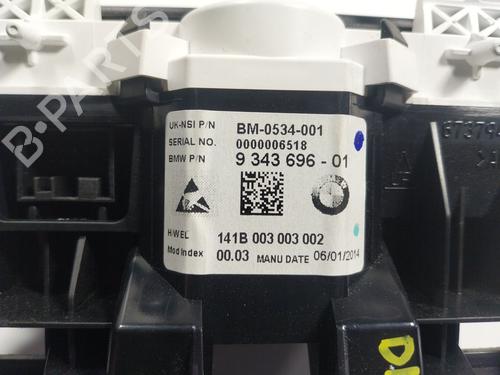 B-PARTS
UK-NSI P/N BM-0534-001
SERIAL NO. 0000006518
BMW P/N 9 343 696 - 01
H/WEL 141B 003 003 002
Mod Index 00.03 MANU DATE 06/01/2014